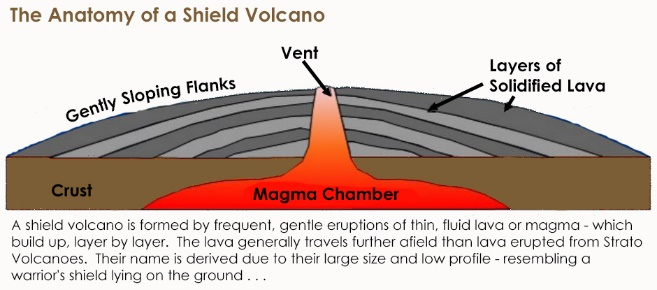 The Anatomy of a Shield Volcano
Vent
Layers of
Solidified Lava
Gently Sloping Flanks
Crust
Magma Chamber
A shield volcano is formed by frequent, gentle eruptions of thin, fluid lava or magma - which
build up, layer by layer.  The lava generally travels further afield than lava erupted from Strato
Volcanoes.  Their name is derived due to their large size and low profile - resembling a
warrior's shield lying on the ground . . .